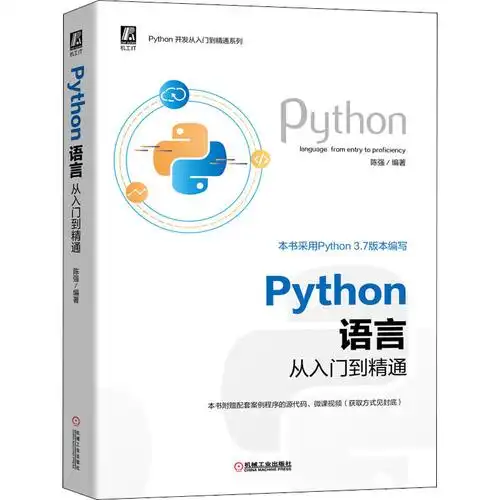 机工IT
Python 开发从入门到精通系列
Python
language from entry to proficiency
陈强 / 编著
本书采用Python 3.7版本编写
Python
语言
从入门到精通
本书附赠配套案例程序的源代码、微课视频（获取方式见封底）
机械工业出版社
CHINA MACHINE PRESS
机工IT
Python 语言 从入门到精通
陈强 / 编著